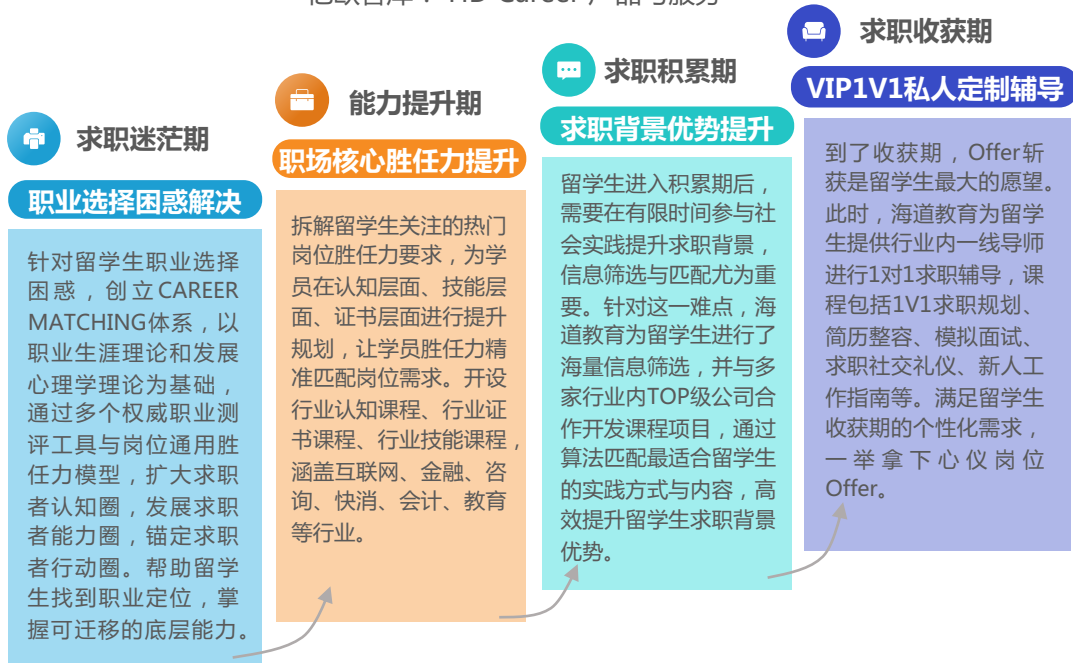 亿欧智库：HD Career产品与服务
求职迷茫期
职业选择困惑解决
针对留学生职业选择
困惑，创立CAREER
MATCHING体系，以
职业生涯理论和发展
心理学理论为基础，
通过多个权威职业测
评工具与岗位通用胜
任力模型，扩大求职
者认知圈，发展求职
者能力圈，锚定求职
者行动圈。帮助留学
生找到职业定位，掌
握可迁移的底层能力。
能力提升期
职场核心胜任力提升
拆解留学生关注的热门
岗位胜任力要求，为学
员在认知层面、技能层
面、证书层面进行提升
规划，让学员胜任力精
准匹配岗位需求。开设
行业认知课程、行业证
书课程、行业技能课程，
涵盖互联网、金融、咨
询、快消、会计、教育
等行业。
求职积累期
求职背景优势提升
留学生进入积累期后，
需要在有限时间参与社
会实践提升求职背景，
信息筛选与匹配尤为重
要。针对这一难点，海
道教育为留学生进行了
海量信息筛选，并与多
家行业内TOP级公司合
作开发课程项目，通过
算法匹配最适合留学生
的实践方式与内容，高
效提升留学生求职背景
优势。
求职收获期
VIP1V1私人定制辅导
到了收获期，Offer斩
获是留学生最大的愿望。
此时，海道教育为留学
生提供行业内一线导师
进行1对1求职辅导，课
程包括1V1求职规划、
简历整容、模拟面试、
求职社交礼仪、新人工
作指南等。满足留学生
收获期的个性化需求，
一举拿下心仪岗位
Offer。